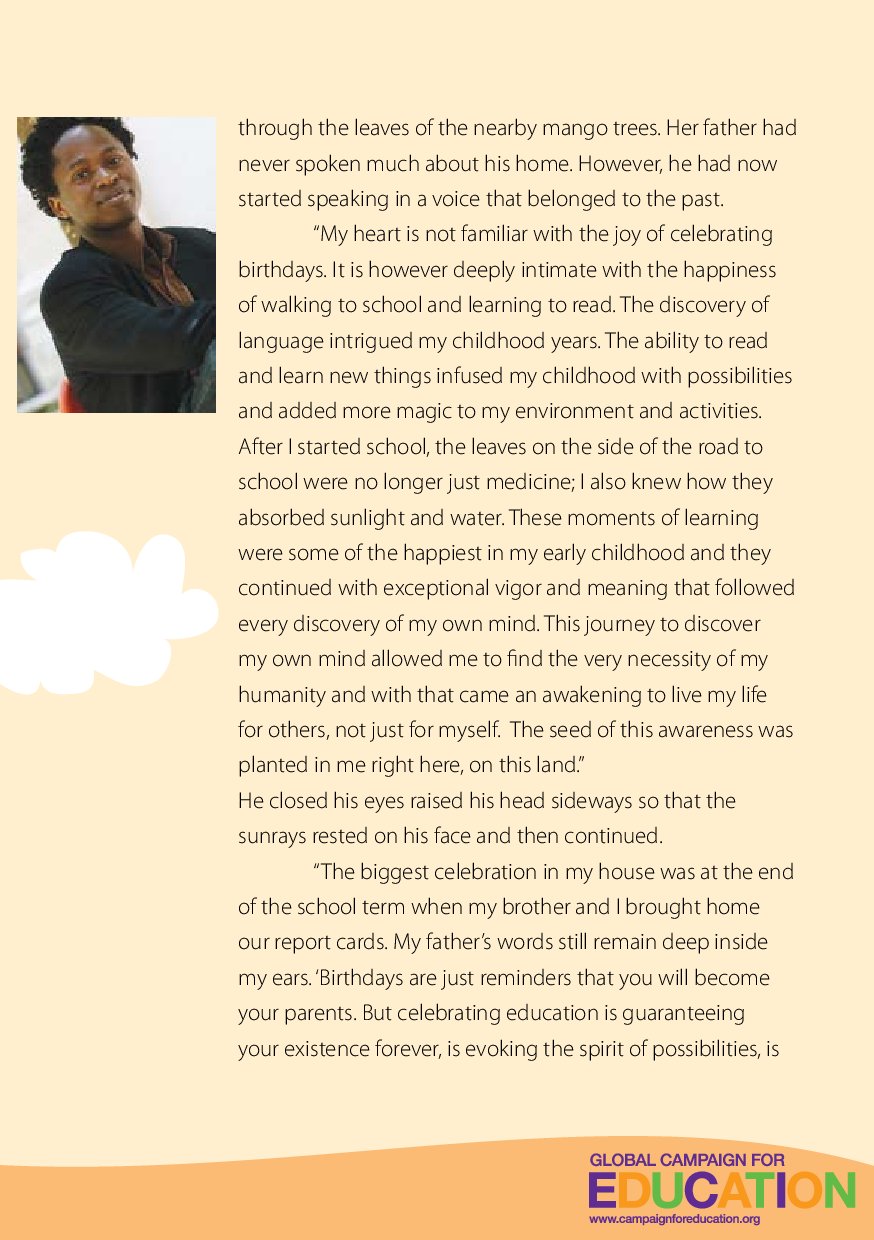 through the leaves of the nearby mango trees. Her father had
never spoken much about his home. However, he had now
started speaking in a voice that belonged to the past.
“My heart is not familiar with the joy of celebrating
birthdays. It is however deeply intimate with the happiness
of walking to school and learning to read. The discovery of
language intrigued my childhood years. The ability to read
and learn new things infused my childhood with possibilities
and added more magic to my environment and activities.
After I started school, the leaves on the side of the road to
school were no longer just medicine; I also knew how they
absorbed sunlight and water. These moments of learning
were some of the happiest in my early childhood and they
continued with exceptional vigor and meaning that followed
every discovery of my own mind. This journey to discover
my own mind allowed me to find the very necessity of my
humanity and with that came an awakening to live my life
for others, not just for myself.  The seed of this awareness was
planted in me right here, on this land.”
He closed his eyes raised his head sideways so that the
sunrays rested on his face and then continued.
“The biggest celebration in my house was at the end
of the school term when my brother and I brought home
our report cards. My father’s words still remain deep inside
my ears. ‘Birthdays are just reminders that you will become
your parents. But celebrating education is guaranteeing
your existence forever, is evoking the spirit of possibilities, is
GLOBAL CAMPAIGN FOR
EDUCATION
www.campaignforeducation.org